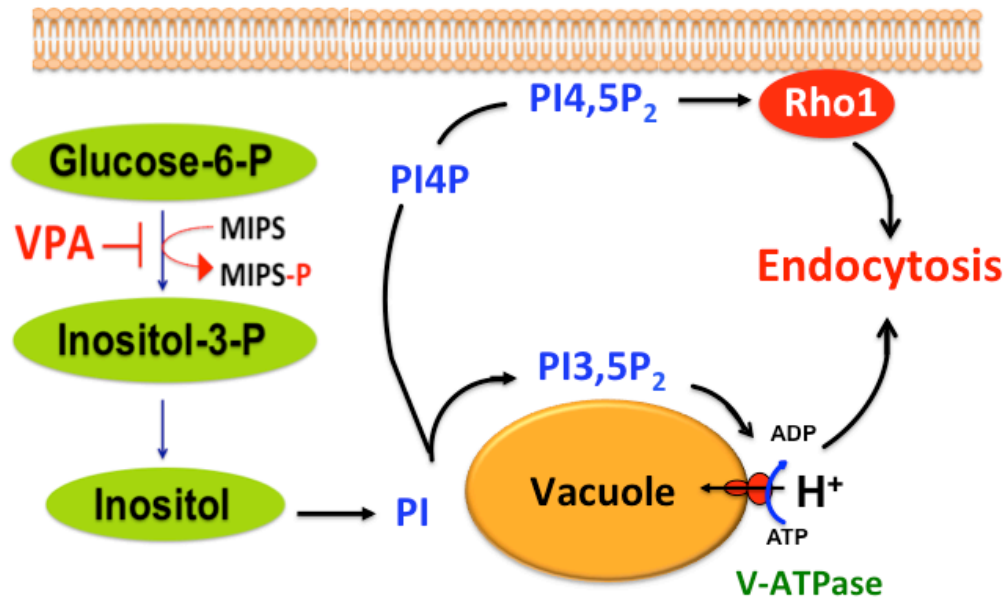 PI4,5P₂
Rho1
Glucose-6-P
PI4P
VPA
MIPS
MIPS-P
Endocytosis
Inositol-3-P
PI3,5P₂
ADP
Vacuole
H⁺
Inositol
PI
ATP
V-ATPase